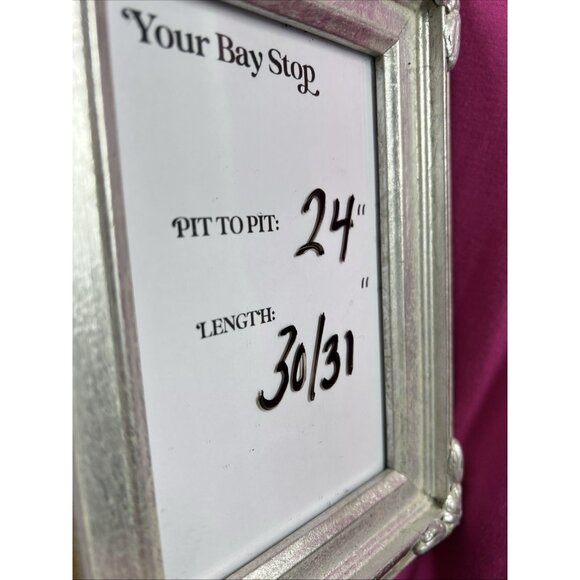 Your Bay Stop
PIT TO PIT: 24"
LENGTH: 30/31"